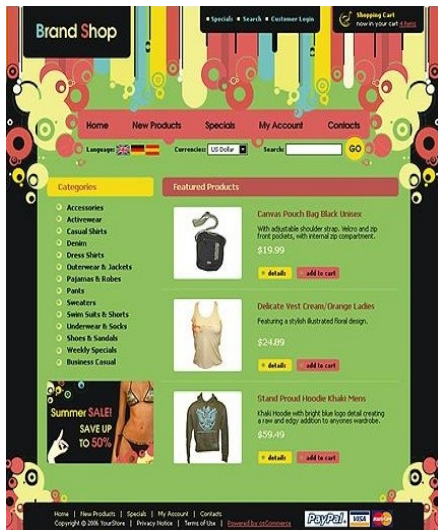 Brand Shop
Specials Search Customer Login
Shopping Cart
now in your cart 4 items
Home New Products Specials My Account Contacts
Language: Currencies: US Dollar Search: GO
Categories
Accessories
Activewear
Casual Shirts
Denim
Dress Shirts
Outerwear & Jackets
Pajamas & Robes
Pants
Sweaters
Swim Suits & Shorts
Underwear & Socks
Shoes & Sandals
Weekly Specials
Business Casual
Summer SALE!
SAVE UP
TO 50%
Featured Products
Canvas Pouch Bag Black Unisex
With adjustable shoulder strap. Velcro and zip
front pockets, with internal zip compartment.
$19.99
details add to cart
Delicate Vest Cream/Orange Ladies
Featuring a stylish illustrated floral design.
$24.89
details add to cart
Stand Proud Hoodie Khaki Mens
Khaki Hoodie with bright blue logo detail creating
a raw and edgy addition to anyones wardrobe.
$59.49
details add to cart
Home | New Products | Specials | My Account | Contacts
Copyright © 2006 YourStore | Privacy Notice | Terms of Use | Powered by osCommerce
PayPal VISA